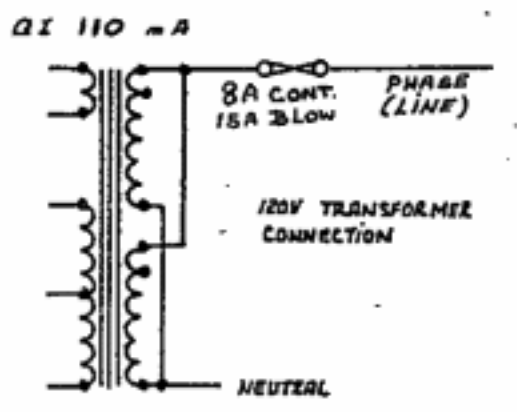 QI 110 mA
8A CONT.
15A BLOW
PHASE
(LINE)
120V TRANSFORMER
CONNECTION
NEUTRAL